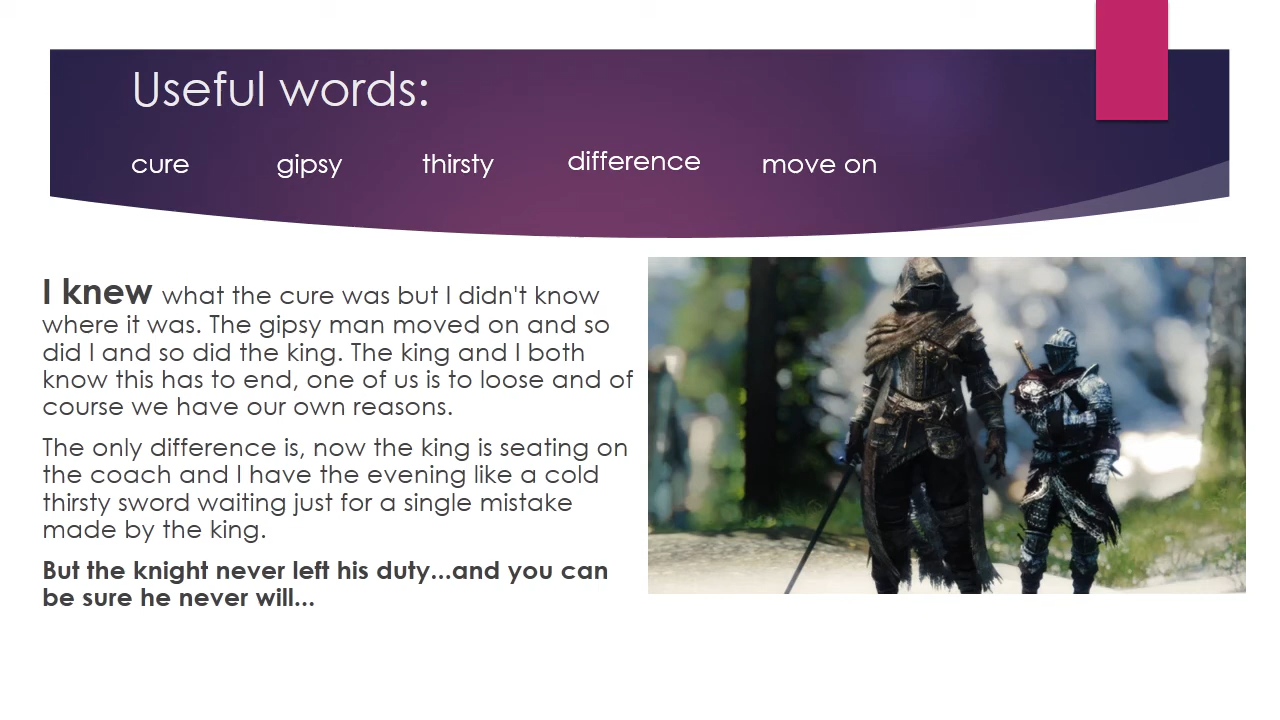 Useful words:
cure gipsy thirsty difference move on
I knew what the cure was but I didn't know
where it was. The gipsy man moved on and so
did I and so did the king. The king and I both
know this has to end, one of us is to loose and of
course we have our own reasons.
The only difference is, now the king is seating on
the coach and I have the evening like a cold
thirsty sword waiting just for a single mistake
made by the king.
But the knight never left his duty...and you can
be sure he never will...